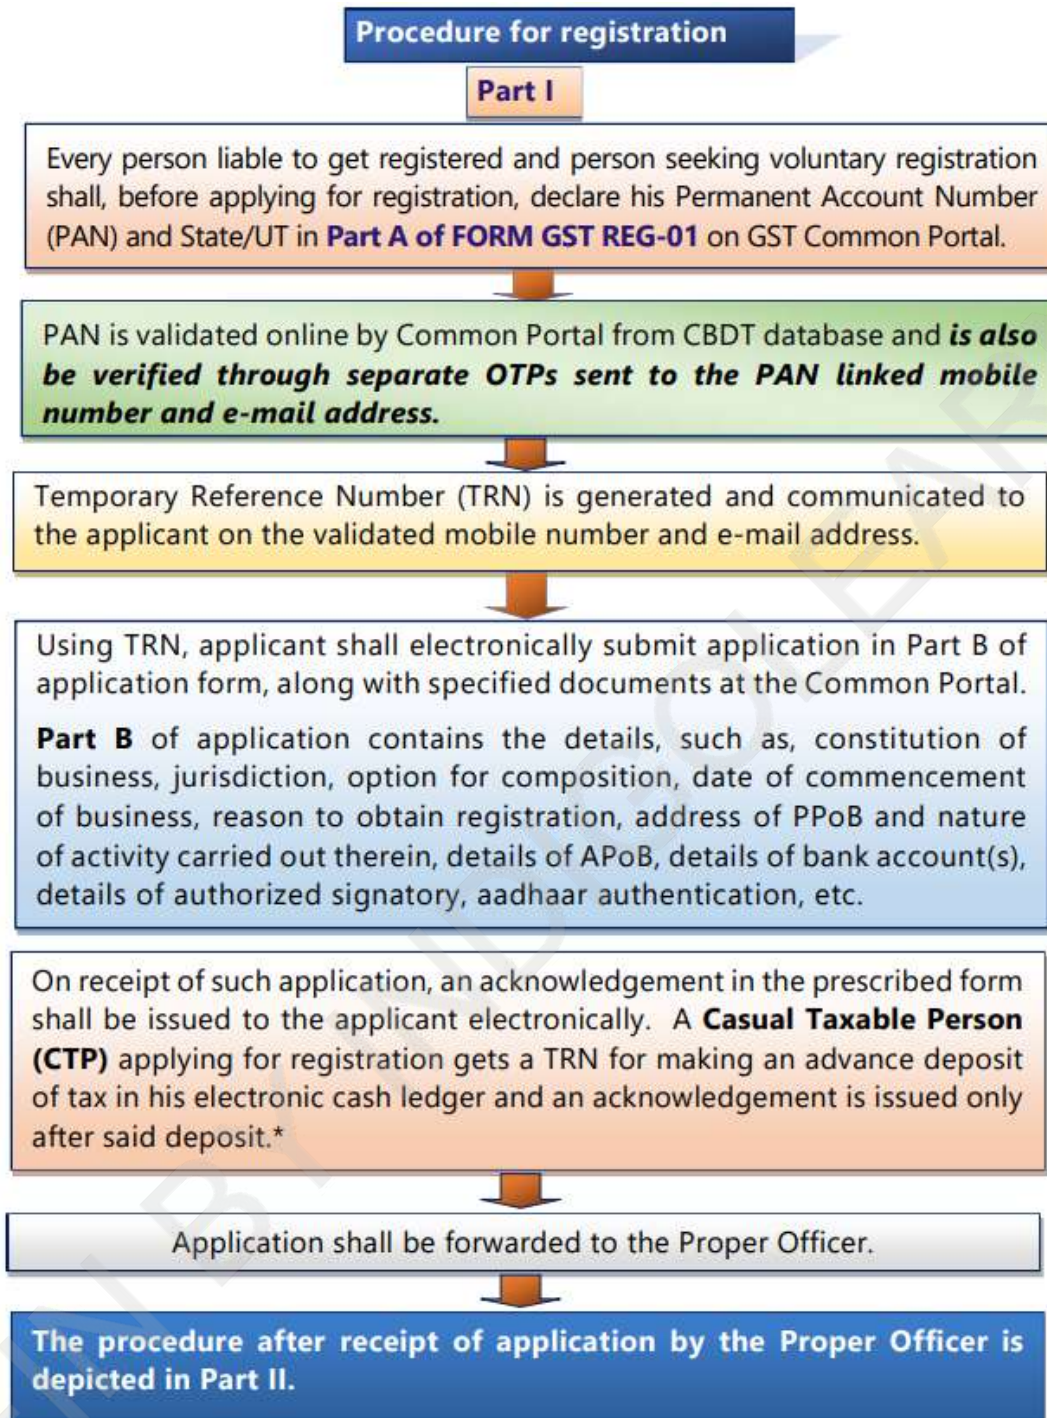 Procedure for registration
Part I
Every person liable to get registered and person seeking voluntary registration
shall, before applying for registration, declare his Permanent Account Number
(PAN) and State/UT in Part A of FORM GST REG-01 on GST Common Portal.
PAN is validated online by Common Portal from CBDT database and is also
be verified through separate OTPs sent to the PAN linked mobile
number and e-mail address.
Temporary Reference Number (TRN) is generated and communicated to
the applicant on the validated mobile number and e-mail address.
Using TRN, applicant shall electronically submit application in Part B of
application form, along with specified documents at the Common Portal.
Part B of application contains the details, such as, constitution of
business, jurisdiction, option for composition, date of commencement
of business, reason to obtain registration, address of PPoB and nature
of activity carried out therein, details of APoB, details of bank account(s),
details of authorized signatory, aadhaar authentication, etc.
On receipt of such application, an acknowledgement in the prescribed form
shall be issued to the applicant electronically. A Casual Taxable Person
(CTP) applying for registration gets a TRN for making an advance deposit
of tax in his electronic cash ledger and an acknowledgement is issued only
after said deposit.*
Application shall be forwarded to the Proper Officer.
The procedure after receipt of application by the Proper Officer is
depicted in Part II.
IN BY INDIGOLEAR